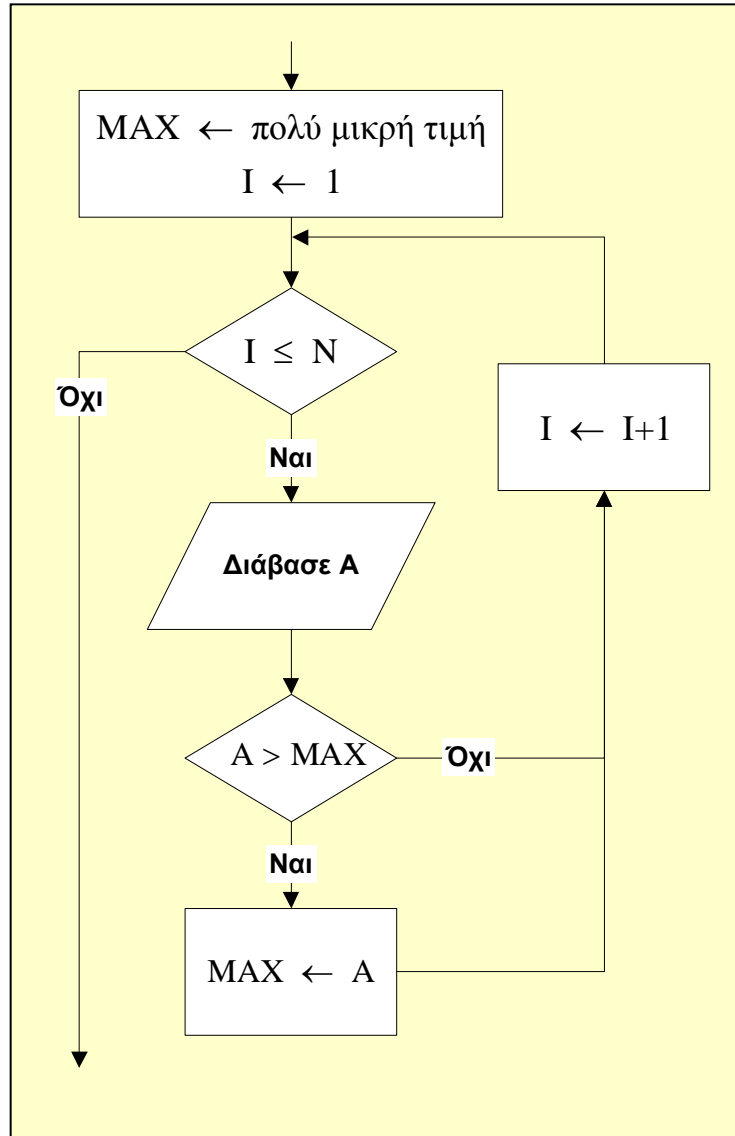 MAX ← πολύ μικρή τιμή
I ← 1
I ≤ N
Όχι
I ← I+1
Ναι
Διάβασε Α
A > MAX
Όχι
Ναι
MAX ← A